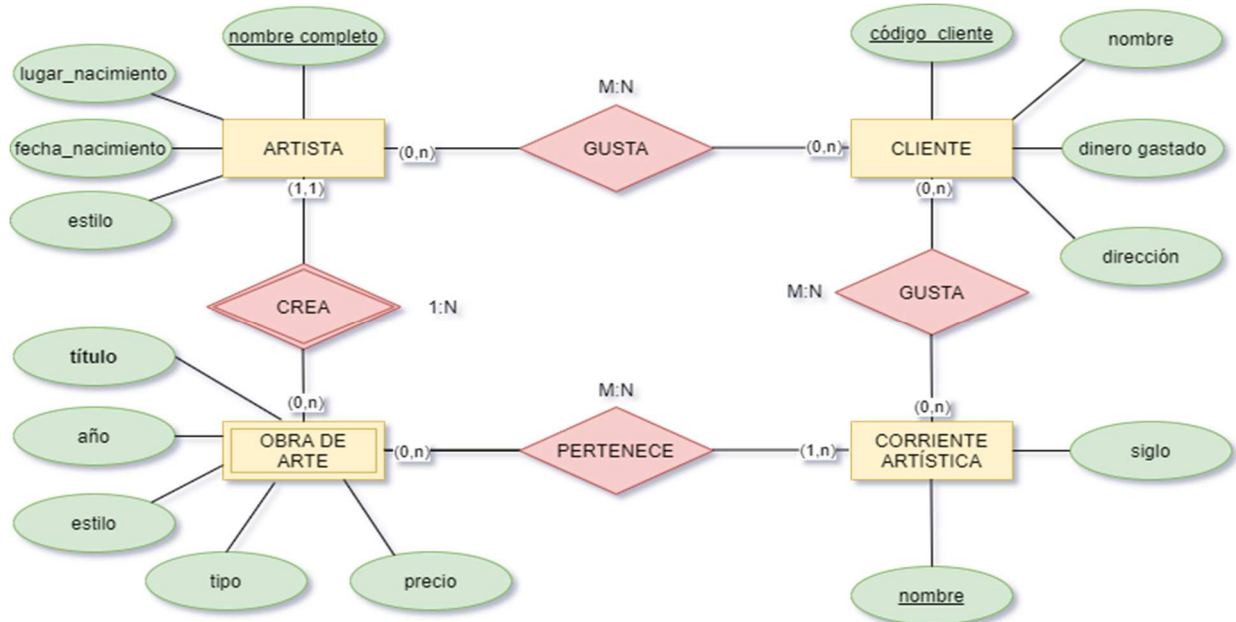 nombre completo
código_cliente
nombre
lugar_nacimiento
M:N
fecha_nacimiento
ARTISTA
(0,n)
GUSTA
(0,n)
CLIENTE
dinero gastado
(1,1)
(0,n)
estilo
dirección
CREA
1:N
M:N
GUSTA
título
M:N
(0,n)
(0,n)
año
OBRA DE
ARTE
(0,n)
PERTENECE
(1,n)
CORRIENTE
ARTÍSTICA
siglo
estilo
tipo
precio
nombre